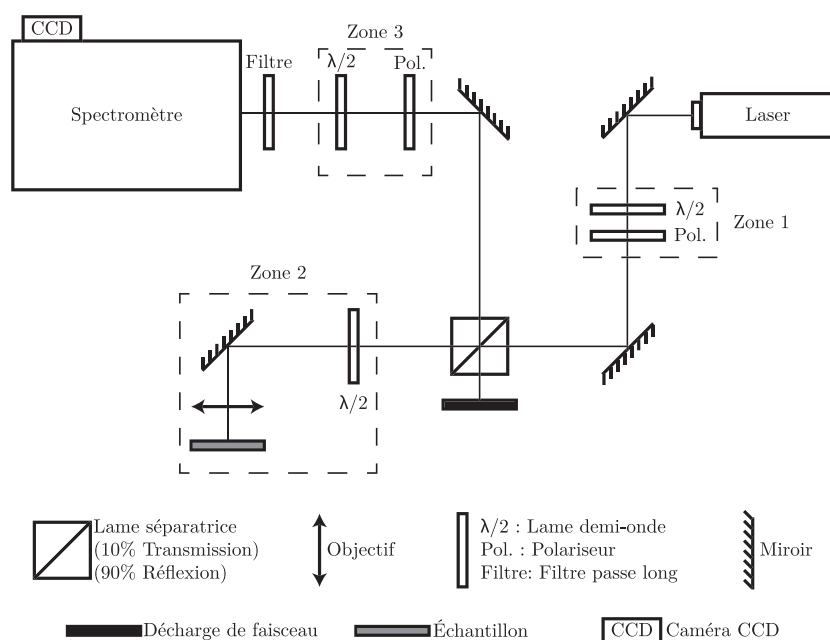 CCD
Spectromètre
Filtre
Zone 3
λ/2
Pol.
Laser
λ/2
Pol.
Zone 1
Zone 2
λ/2
Lame séparatrice
(10% Transmission)
(90% Réflexion)
Objectif
λ/2 : Lame demi-onde
Pol. : Polariseur
Filtre: Filtre passe long
Miroir
Décharge de faisceau
Échantillon
CCD
Caméra CCD